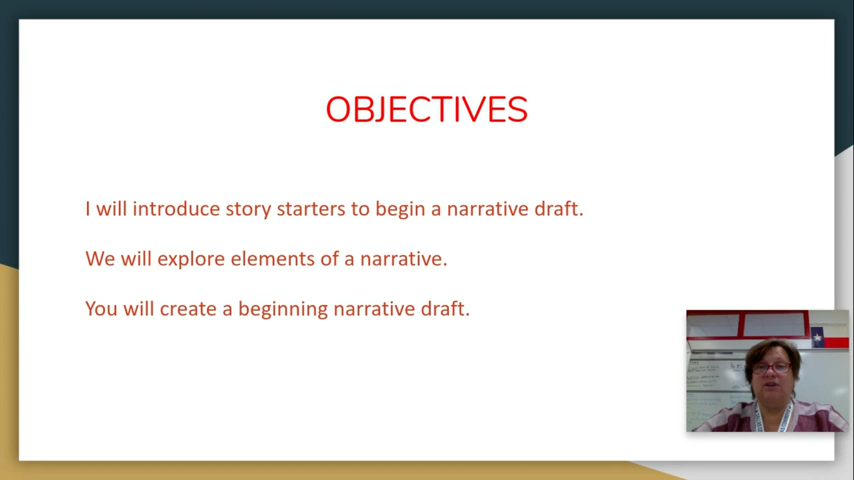 OBJECTIVES
I will introduce story starters to begin a narrative draft.
We will explore elements of a narrative.
You will create a beginning narrative draft.